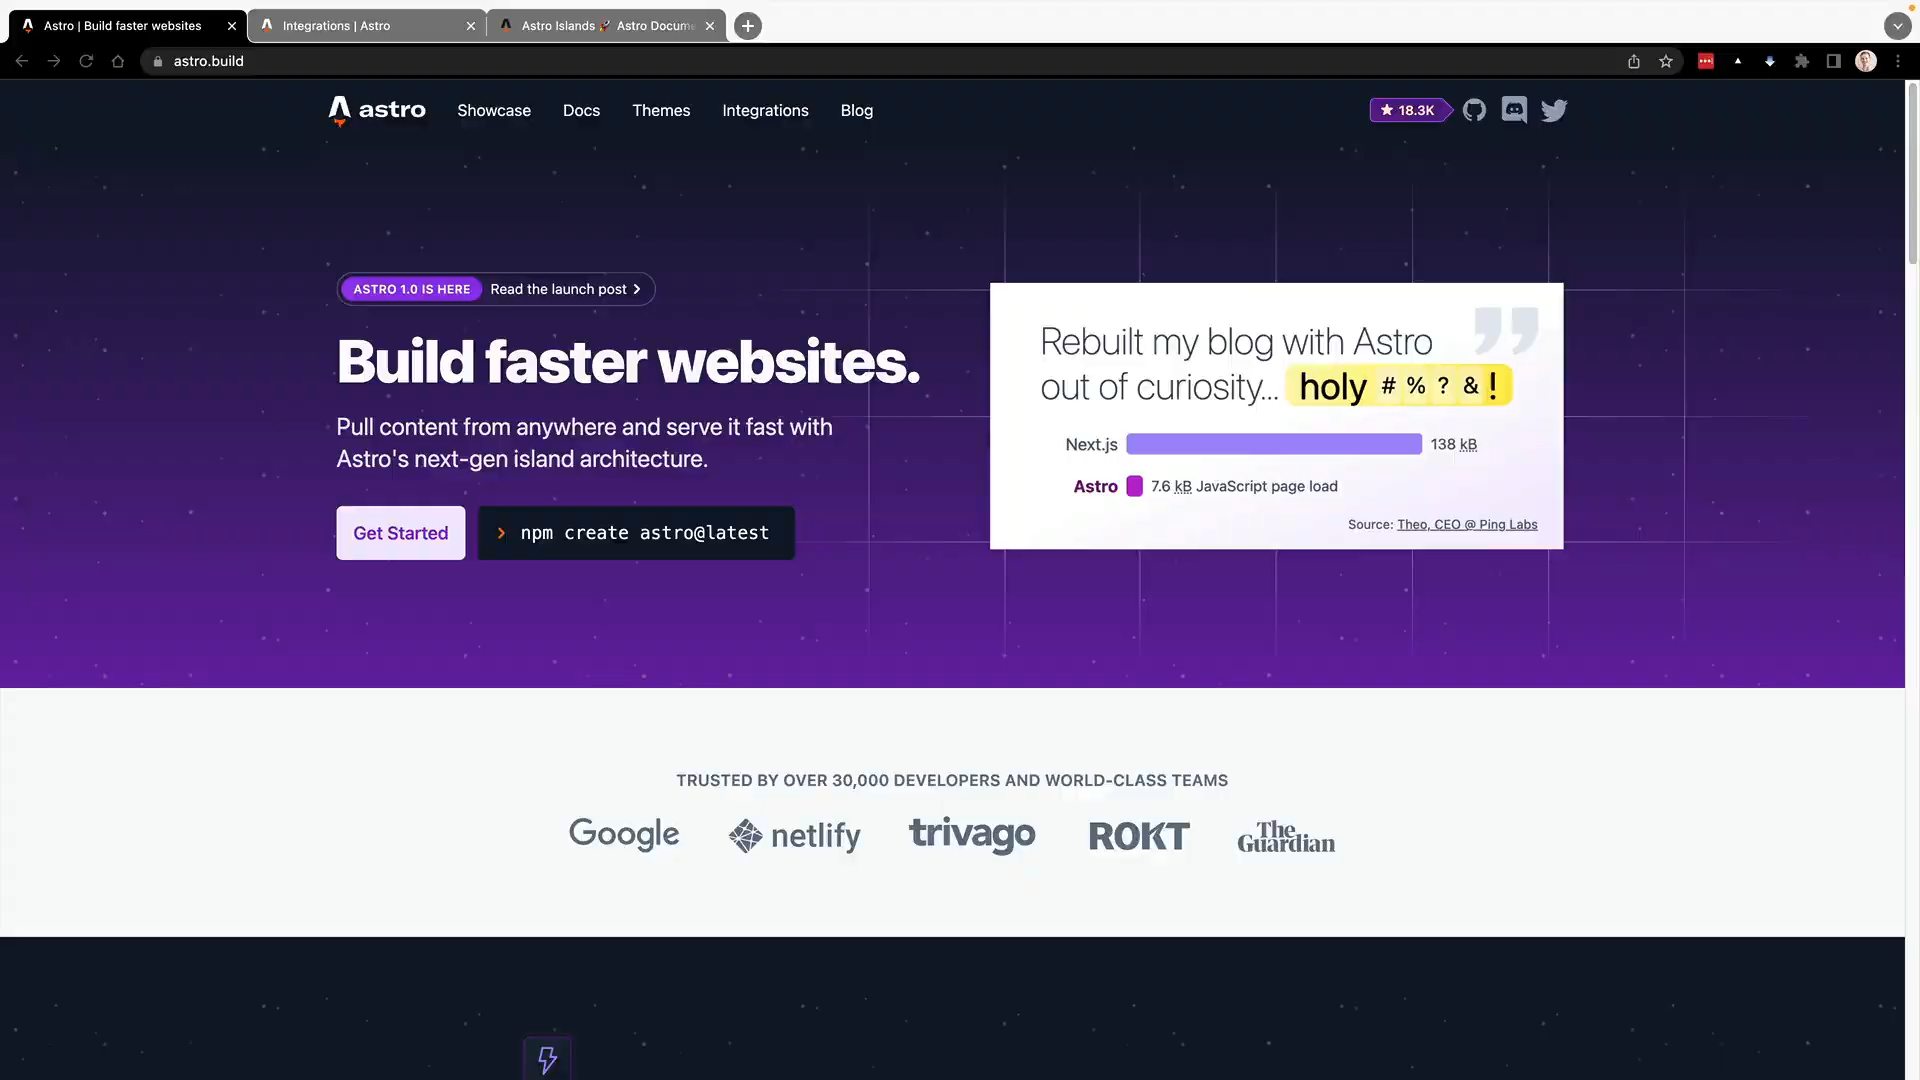 Astro | Build faster websites
Integrations | Astro
Astro Islands 🚀 Astro Docume
astro.build
astro
Showcase
Docs
Themes
Integrations
Blog
★ 18.3K
ASTRO 1.0 IS HERE Read the launch post
Build faster websites.
Pull content from anywhere and serve it fast with
Astro's next-gen island architecture.
Get Started
> npm create astro@latest
Rebuilt my blog with Astro
out of curiosity... holy #%?&!
Next.js 138 kB
Astro 7.6 kB JavaScript page load
Source: Theo, CEO @ Ping Labs
TRUSTED BY OVER 30,000 DEVELOPERS AND WORLD-CLASS TEAMS
Google
netlify
trivago
ROKT
The
Guardian